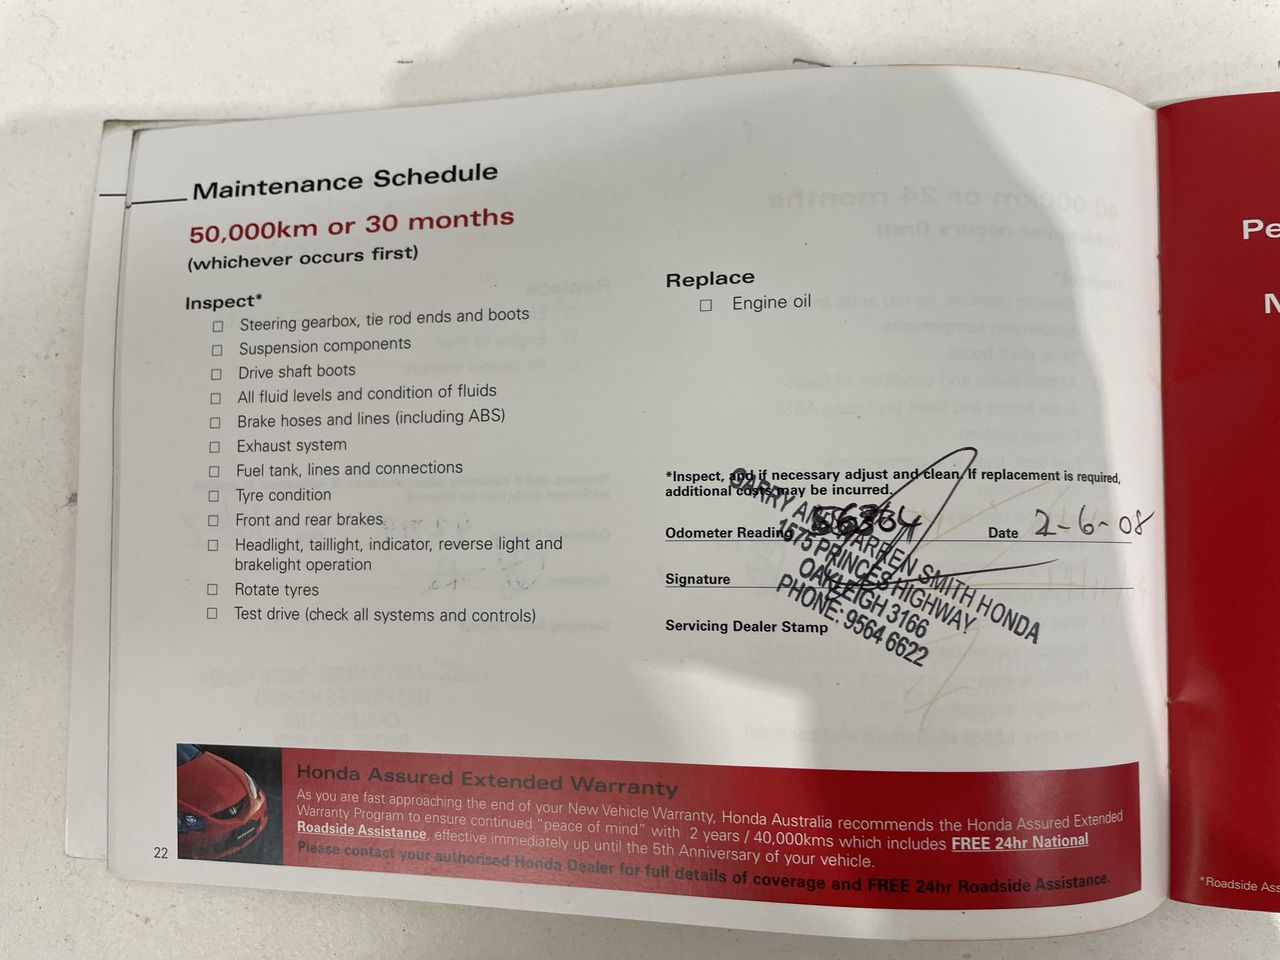 Maintenance Schedule
50,000km or 30 months
(whichever occurs first)
Inspect*
Steering gearbox, tie rod ends and boots
Suspension components
Drive shaft boots
All fluid levels and condition of fluids
Brake hoses and lines (including ABS)
Exhaust system
Fuel tank, lines and connections
Tyre condition
Front and rear brakes
Headlight, taillight, indicator, reverse light and
brakelight operation
Rotate tyres
Test drive (check all systems and controls)
Replace
Engine oil
*Inspect, and if necessary adjust and clean. If replacement is required,
additional costs may be incurred.
Odometer Reading Date 2-6-08
Signature
Servicing Dealer Stamp
GARRY AND WARREN SMITH HONDA
1575 PRINCES HIGHWAY
OAKLEIGH 3166
PHONE: 9564 6622
Honda Assured Extended Warranty
As you are fast approaching the end of your New Vehicle Warranty, Honda Australia recommends the Honda Assured Extended
Warranty Program to ensure continued "peace of mind" with 2 years / 40,000kms which includes FREE 24hr National
Roadside Assistance effective immediately up until the 5th Anniversary of your vehicle.
Please contact your authorised Honda Dealer for full details of coverage and FREE 24hr Roadside Assistance.
22
Pe
N
*Roadside Ass